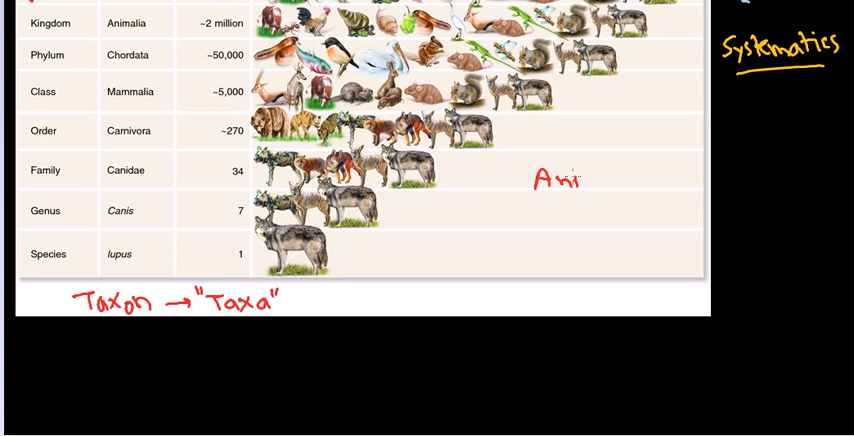 Kingdom Animalia ~2 million
Systematics
Phylum Chordata ~50,000
Class Mammalia ~5,000
Order Carnivora ~270
Family Canidae 34
Ani
Genus Canis 7
Species lupus 1
Taxon → "Taxa"